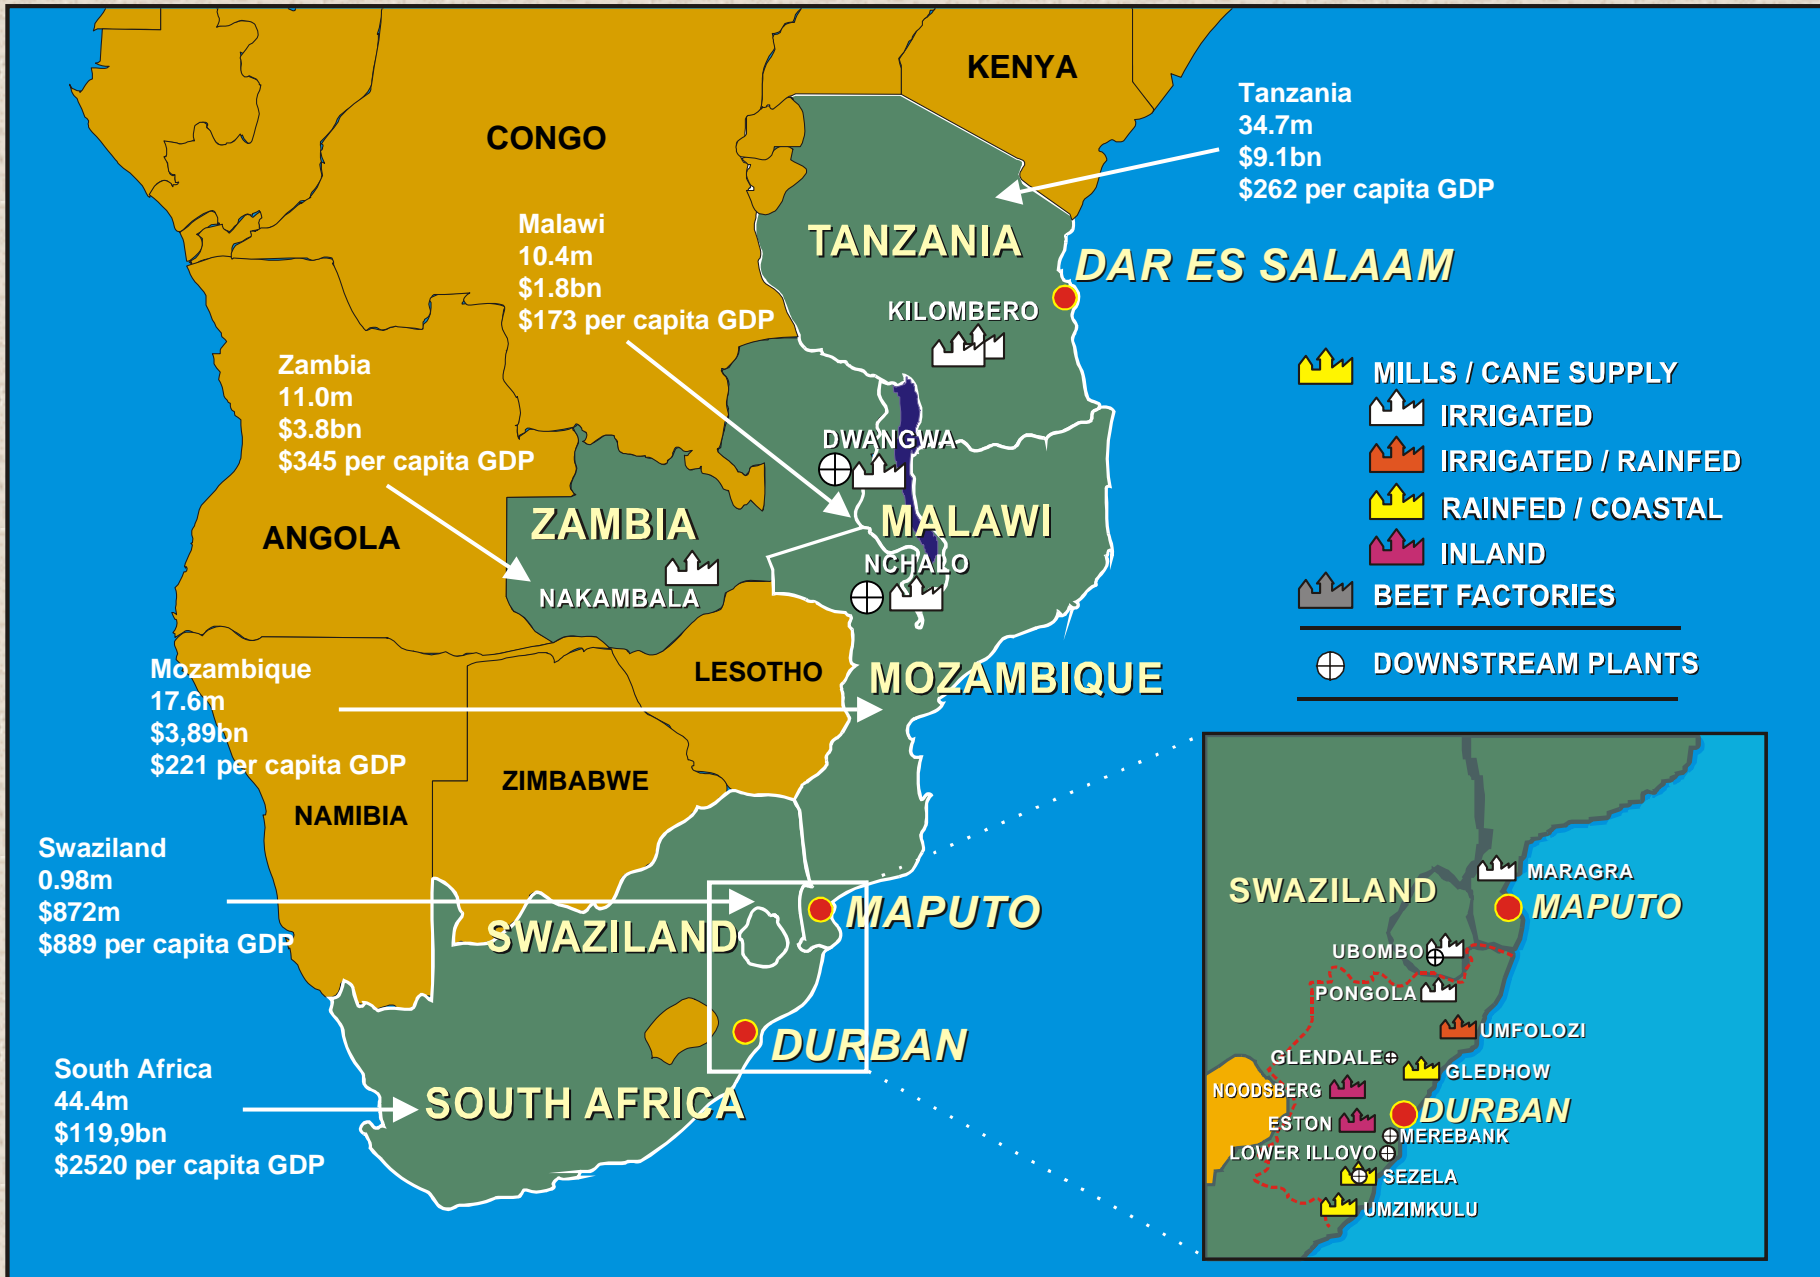 KENYA
CONGO
Tanzania
34.7m
$9.1bn
$262 per capita GDP
Malawi
10.4m
$1.8bn
$173 per capita GDP
TANZANIA
DAR ES SALAAM
KILOMBERO
Zambia
11.0m
$3.8bn
$345 per capita GDP
MILLS / CANE SUPPLY
IRRIGATED
IRRIGATED / RAINFED
RAINFED / COASTAL
INLAND
BEET FACTORIES
DOWNSTREAM PLANTS
DWANGWA
ANGOLA
ZAMBIA
MALAWI
NCHALO
NAKAMBALA
Mozambique
17.6m
$3,89bn
$221 per capita GDP
LESOTHO
MOZAMBIQUE
ZIMBABWE
NAMIBIA
Swaziland
0.98m
$872m
$889 per capita GDP
SWAZILAND
MAPUTO
DURBAN
South Africa
44.4m
$119,9bn
$2520 per capita GDP
SOUTH AFRICA
MARAGRA
SWAZILAND
MAPUTO
UBOMBO
PONGOLA
UMFOLOZI
GLENDALE
GLEDHOW
NOODSBERG
DURBAN
ESTON
MEREBANK
LOWER ILLOVO
SEZELA
UMZIMKULU